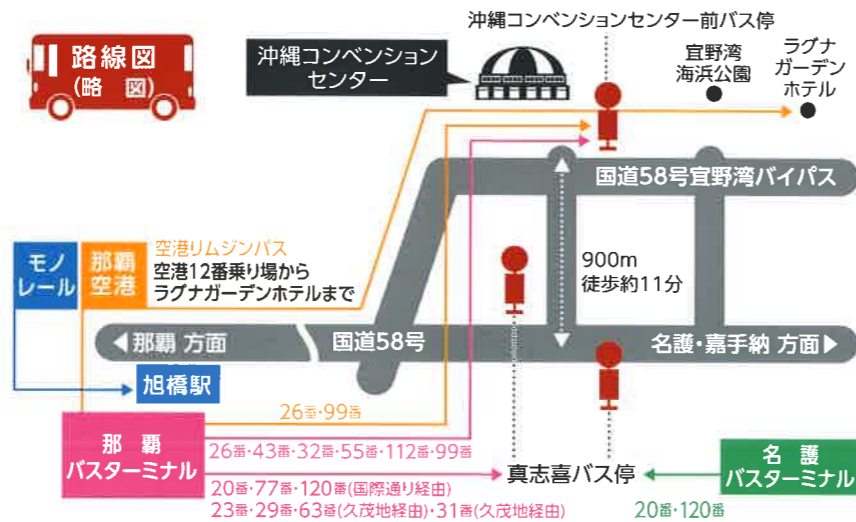 路線図
(略　図)
沖縄コンベンションセンター前バス停
沖縄コンベンション
センター
宜野湾
海浜公園
ラグナ
ガーデン
ホテル
国道58号宜野湾バイパス
モノ
レール
那覇
空港
空港リムジンバス
空港12番乗り場から
ラグナガーデンホテルまで
900m
徒歩約11分
◀那覇 方面
国道58号
名護・嘉手納 方面▶
旭橋駅
26番・99番
那　覇
バスターミナル
26番・43番・32番・55番・112番・99番
真志喜バス停
名　護
バスターミナル
20番・77番・120番(国際通り経由)
23番・29番・63番(久茂地経由)・31番(久茂地経由)
20番・120番